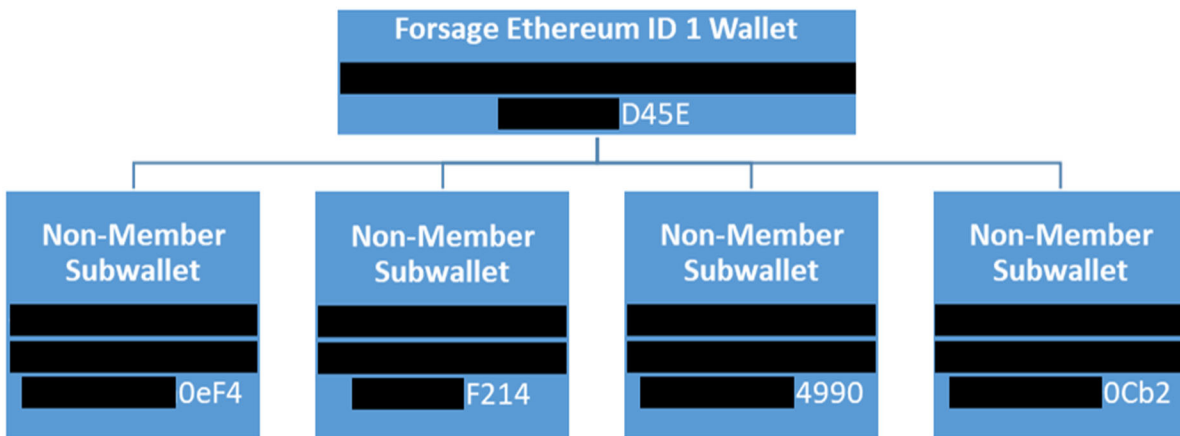 Forsage Ethereum ID 1 Wallet
D45E
Non-Member
Subwallet
0eF4
Non-Member
Subwallet
F214
Non-Member
Subwallet
4990
Non-Member
Subwallet
0Cb2